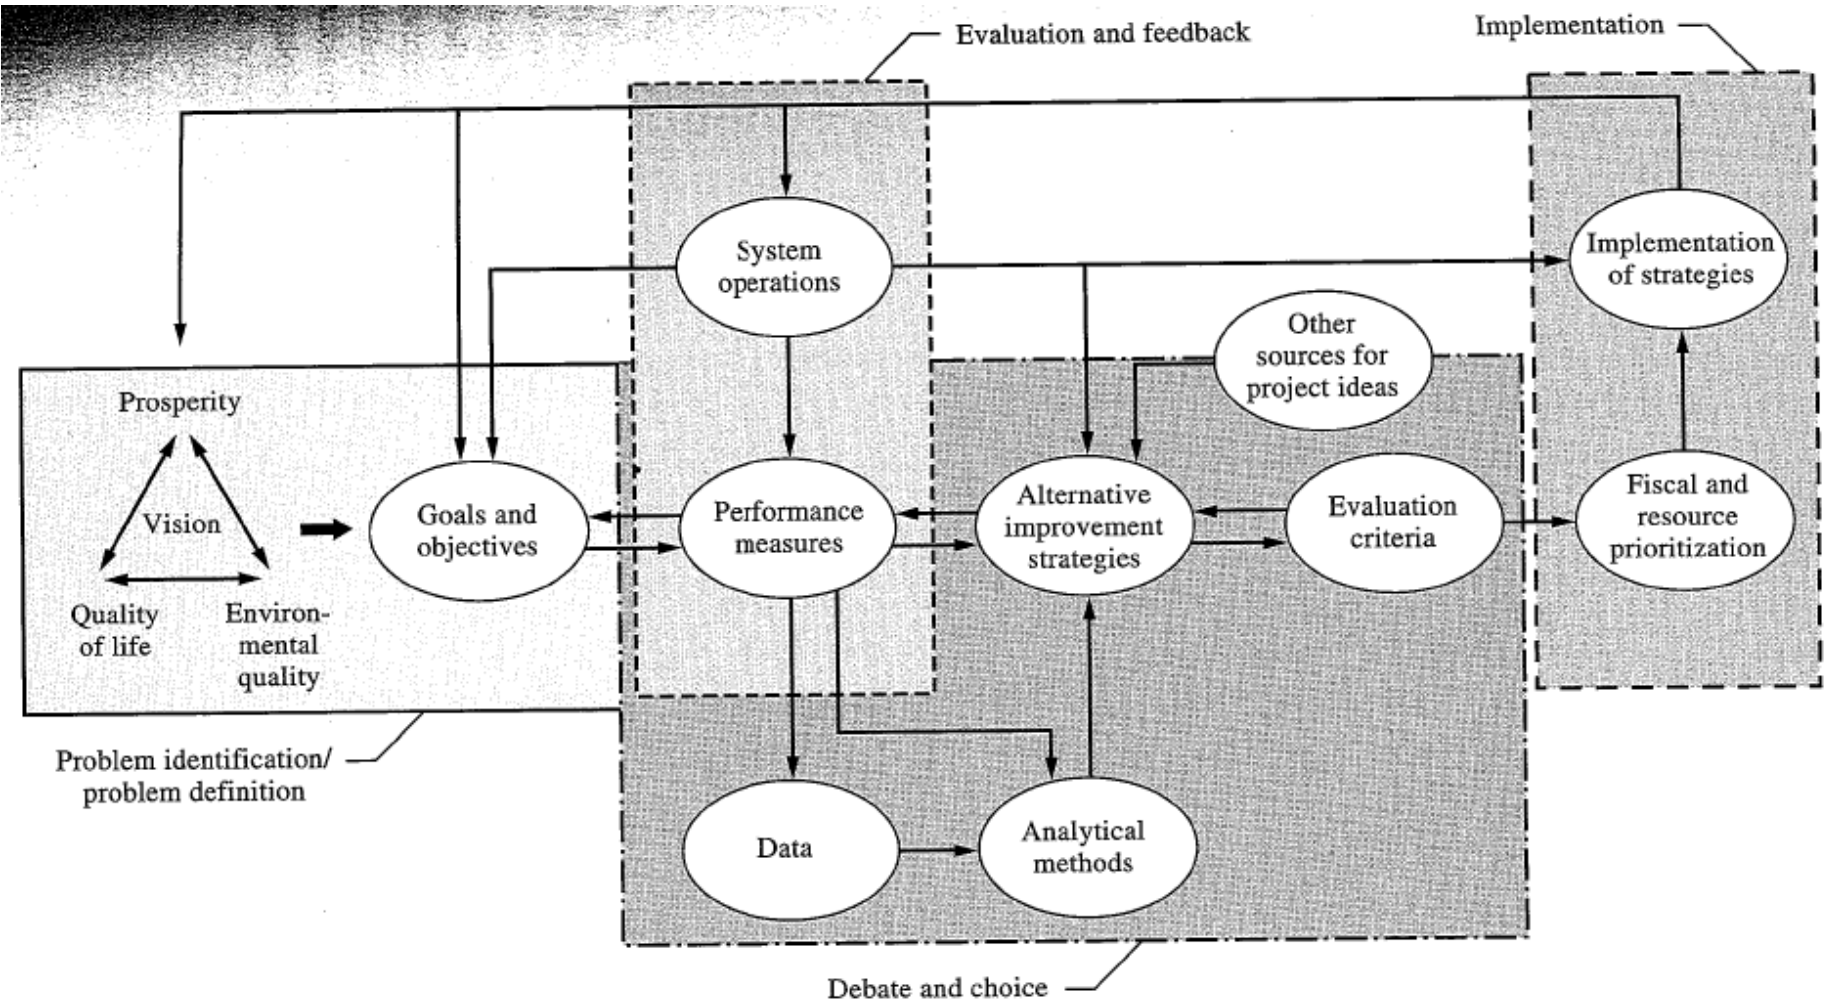 Evaluation and feedback
Implementation
System
operations
Implementation
of strategies
Other
sources for
project ideas
Prosperity
Vision
Quality
of life
Environ-
mental
quality
Goals and
objectives
Performance
measures
Alternative
improvement
strategies
Evaluation
criteria
Fiscal and
resource
prioritization
Problem identification/
problem definition
Data
Analytical
methods
Debate and choice